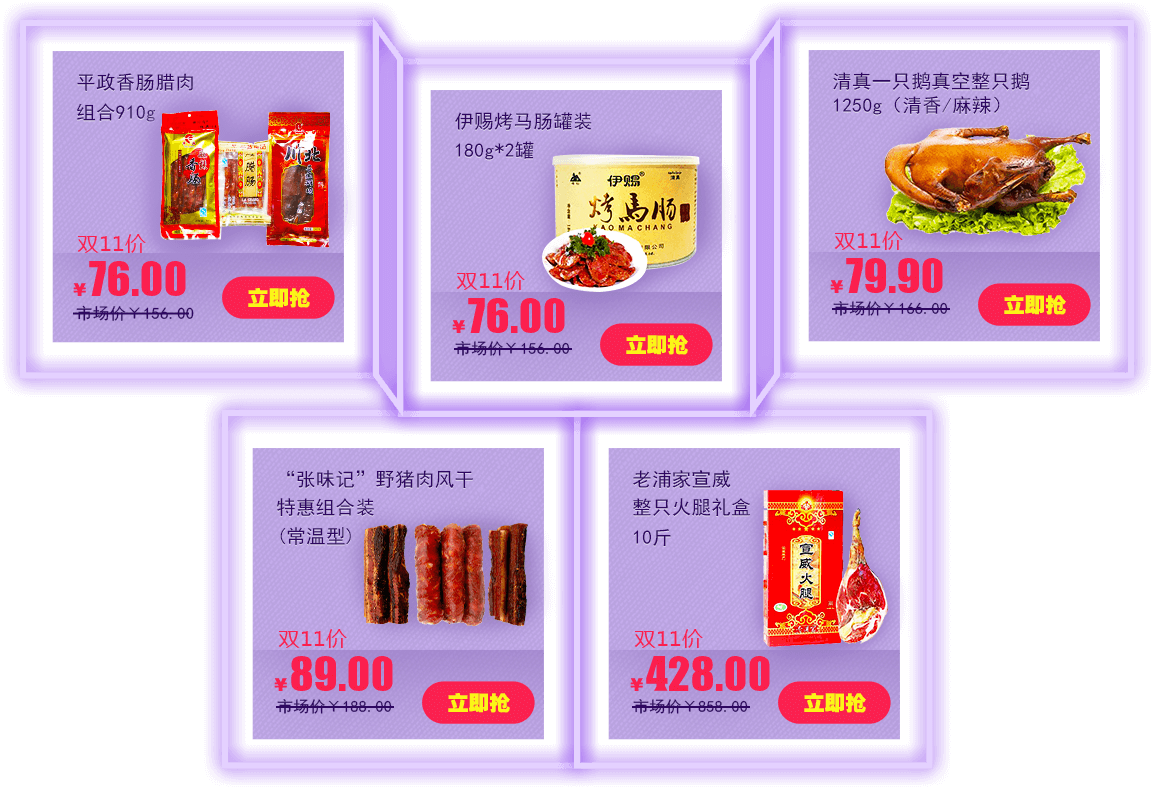 平政香肠腊肉
组合910g
香肠
腊肠
川北
双11价
¥76.00
市场价¥156.00
立即抢
伊赐烤马肠罐装
180g*2罐
伊赐®
烤馬肠
KAOMACHANG
双11价
¥76.00
市场价¥156.00
立即抢
清真一只鹅真空整只鹅
1250g（清香/麻辣）
双11价
¥79.90
市场价¥166.00
立即抢
“张味记”野猪肉风干
特惠组合装
(常温型)
双11价
¥89.00
市场价¥188.00
立即抢
老浦家宣威
整只火腿礼盒
10斤
宣威火腿
双11价
¥428.00
市场价¥858.00
立即抢